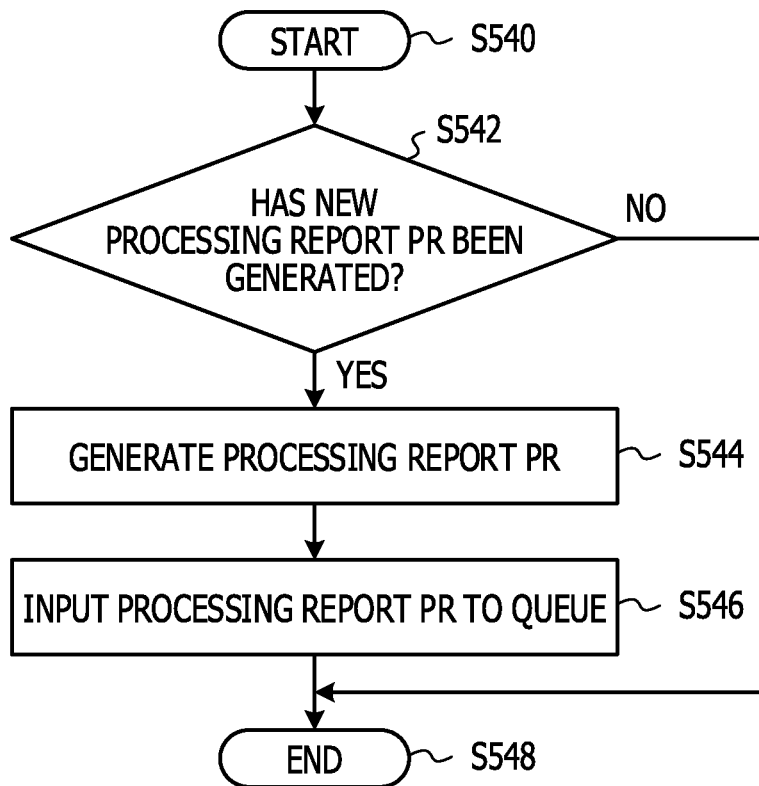 START
S540
S542
HAS NEW
PROCESSING REPORT PR BEEN
GENERATED?
NO
YES
GENERATE PROCESSING REPORT PR
S544
INPUT PROCESSING REPORT PR TO QUEUE
S546
END
S548